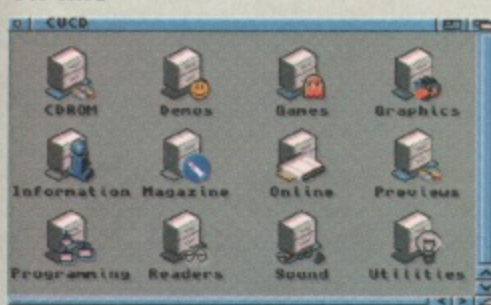 CUCD
CDROM Demos Games Graphics
Information Magazine Online Previews
Programming Readers Sound Utilities